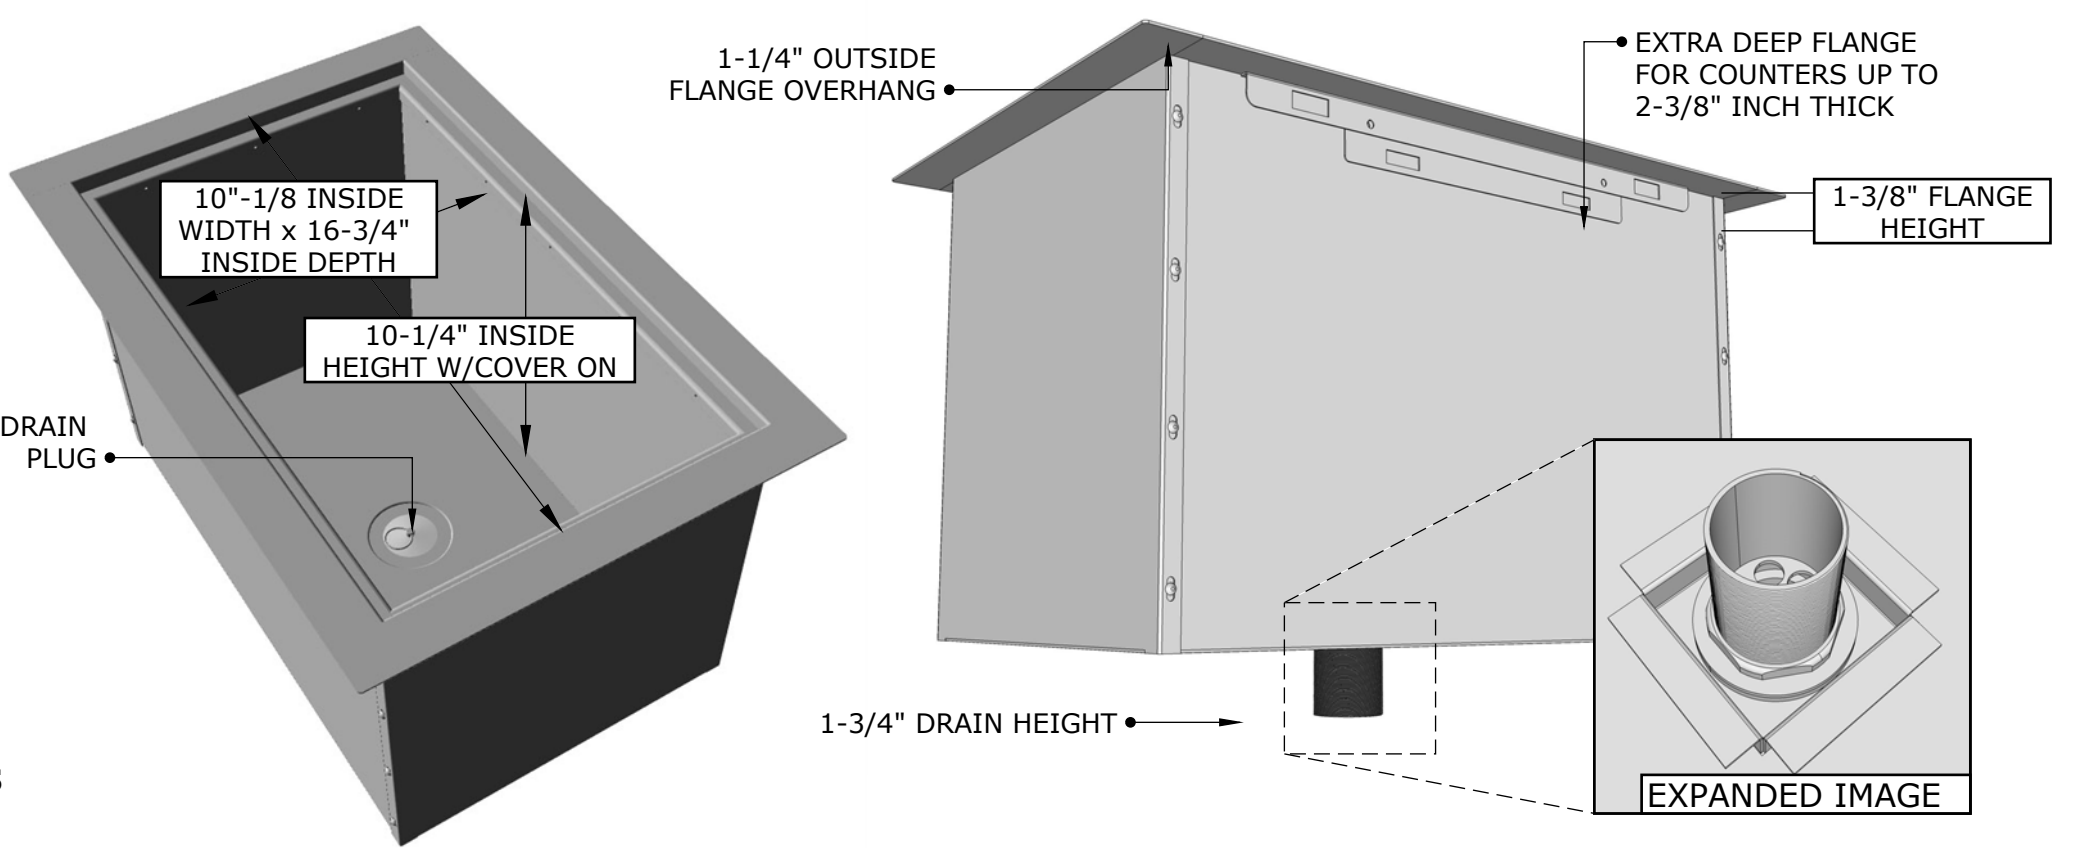 10"-1/8 INSIDE
WIDTH x 16-3/4"
INSIDE DEPTH
10-1/4" INSIDE
HEIGHT W/COVER ON
DRAIN
PLUG
1-1/4" OUTSIDE
FLANGE OVERHANG
EXTRA DEEP FLANGE
FOR COUNTERS UP TO
2-3/8" INCH THICK
1-3/8" FLANGE
HEIGHT
1-3/4" DRAIN HEIGHT
EXPANDED IMAGE